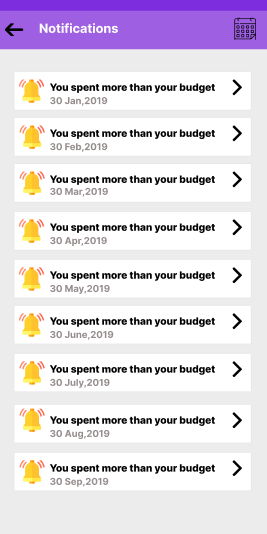 Notifications
You spent more than your budget
30 Jan,2019
You spent more than your budget
30 Feb,2019
You spent more than your budget
30 Mar,2019
You spent more than your budget
30 Apr,2019
You spent more than your budget
30 May,2019
You spent more than your budget
30 June,2019
You spent more than your budget
30 July,2019
You spent more than your budget
30 Aug,2019
You spent more than your budget
30 Sep,2019